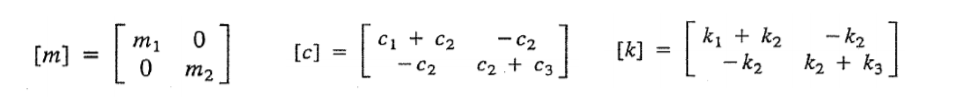 [m] = [ m₁ 0 ; 0 m₂ ] [c] = [ c₁ + c₂ −c₂ ; −c₂ c₂ + c₃ ] [k] = [ k₁ + k₂ −k₂ ; −k₂ k₂ + k₃ ]